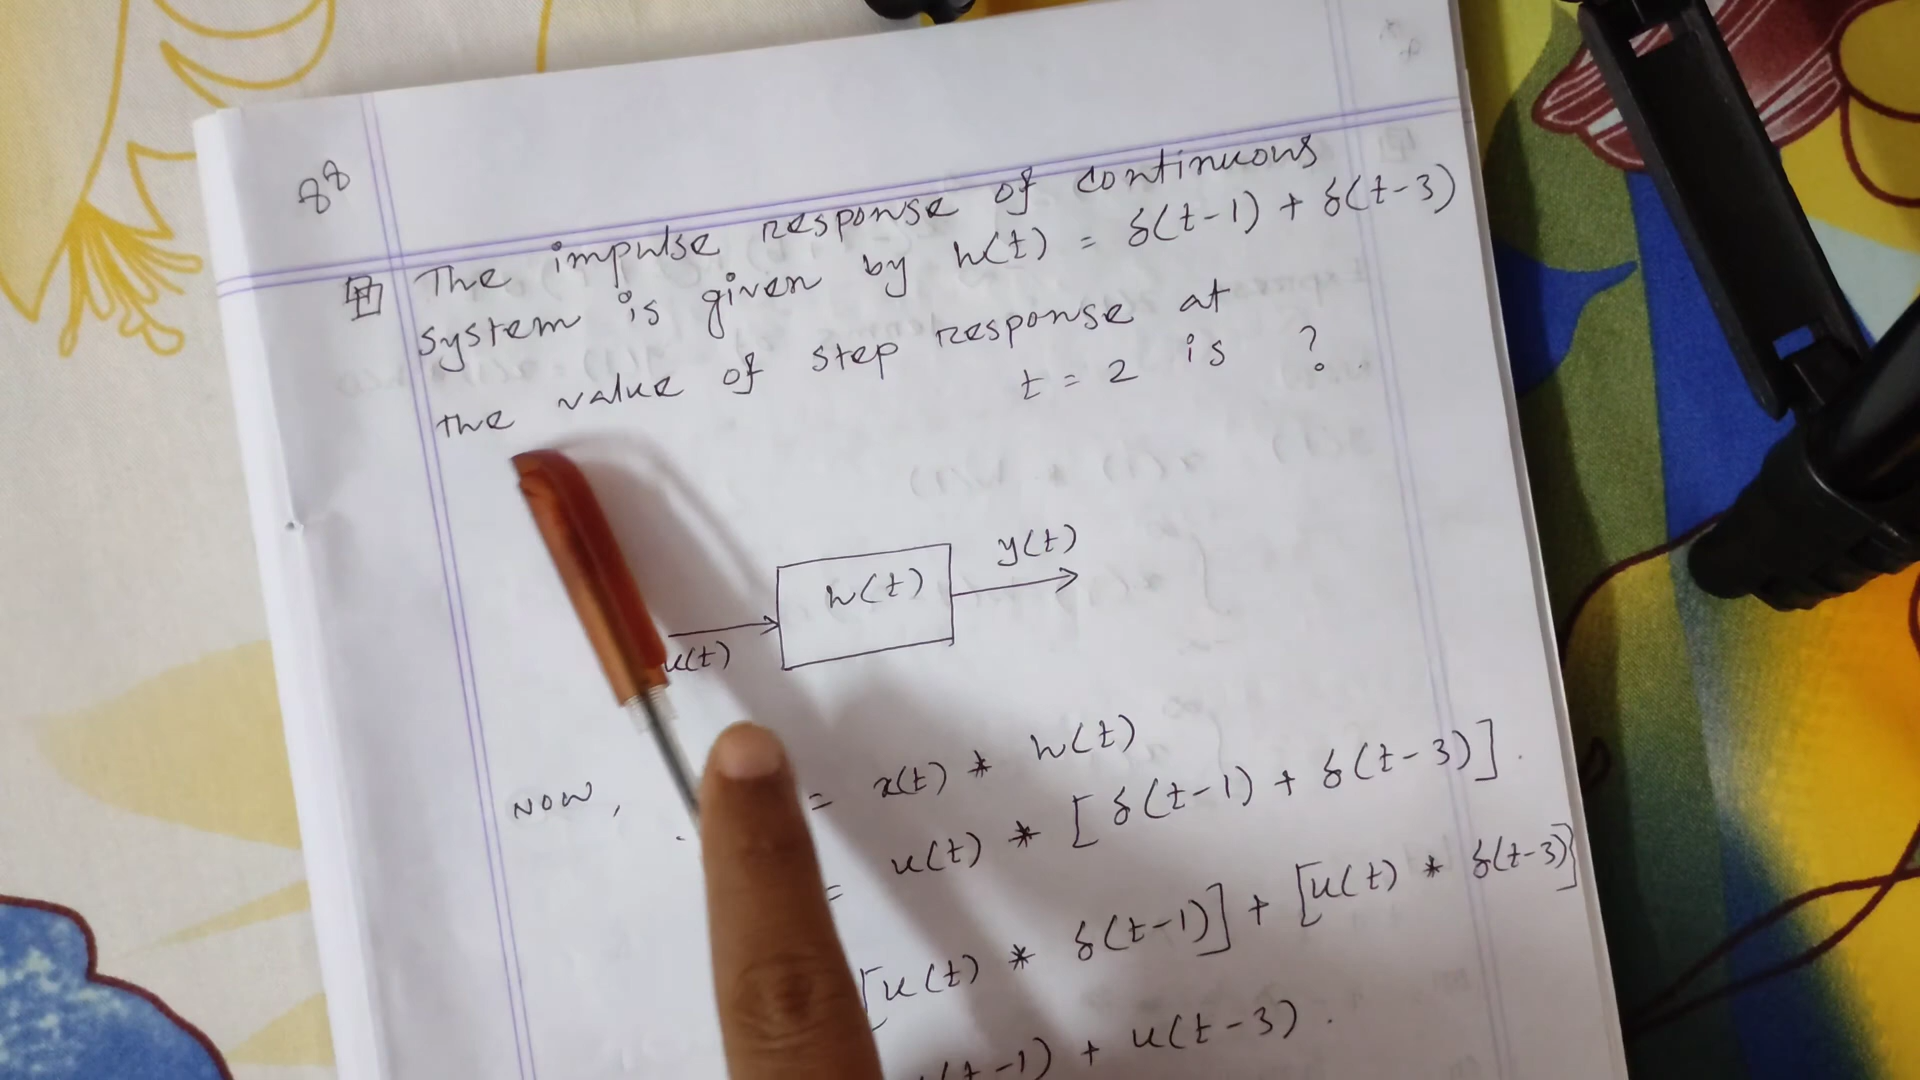 88
The impulse response of continuous
system is given by h(t) = δ(t-1) + δ(t-3)
the value of step response at
t = 2 is ?
y(t)
h(t)
u(t)
NOW, = x(t) * h(t)
= u(t) * [δ(t-1) + δ(t-3)].
[u(t) * δ(t-1)] + [u(t) * δ(t-3)]
(t-1) + u(t-3).